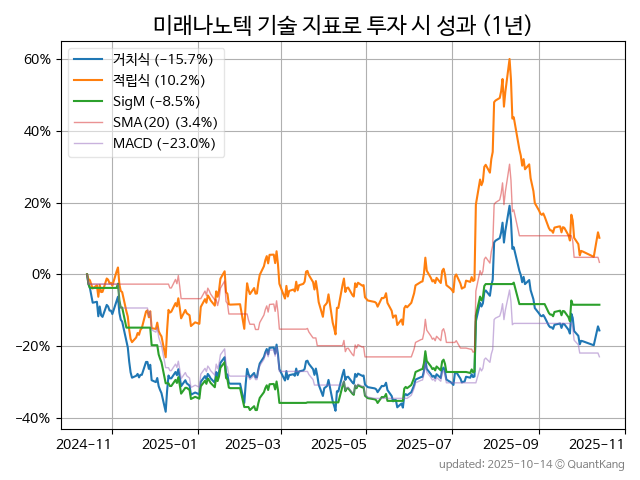 미래나노텍 기술 지표로 투자 시 성과 (1년)
60%
40%
20%
0%
−20%
−40%
거치식 (−15.7%)
적립식 (10.2%)
SigM (−8.5%)
SMA(20) (3.4%)
MACD (−23.0%)
2024-11
2025-01
2025-03
2025-05
2025-07
2025-09
2025-11
updated: 2025-10-14 © QuantKang